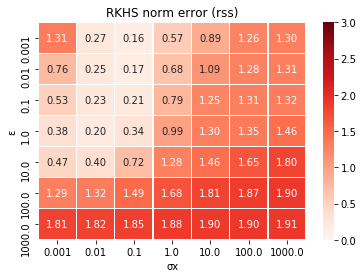 RKHS norm error (rss)
0.001 1.31 0.27 0.16 0.57 0.89 1.26 1.30
0.01 0.76 0.25 0.17 0.68 1.09 1.28 1.31
0.1 0.53 0.23 0.21 0.79 1.25 1.31 1.32
1.0 0.38 0.20 0.34 0.99 1.30 1.35 1.46
10.0 0.47 0.40 0.72 1.28 1.46 1.65 1.80
100.0 1.29 1.32 1.49 1.68 1.81 1.87 1.90
1000.0 1.81 1.82 1.85 1.88 1.90 1.90 1.91
0.001 0.01 0.1 1.0 10.0 100.0 1000.0
σx
ε
3.0
2.5
2.0
1.5
1.0
0.5
0.0